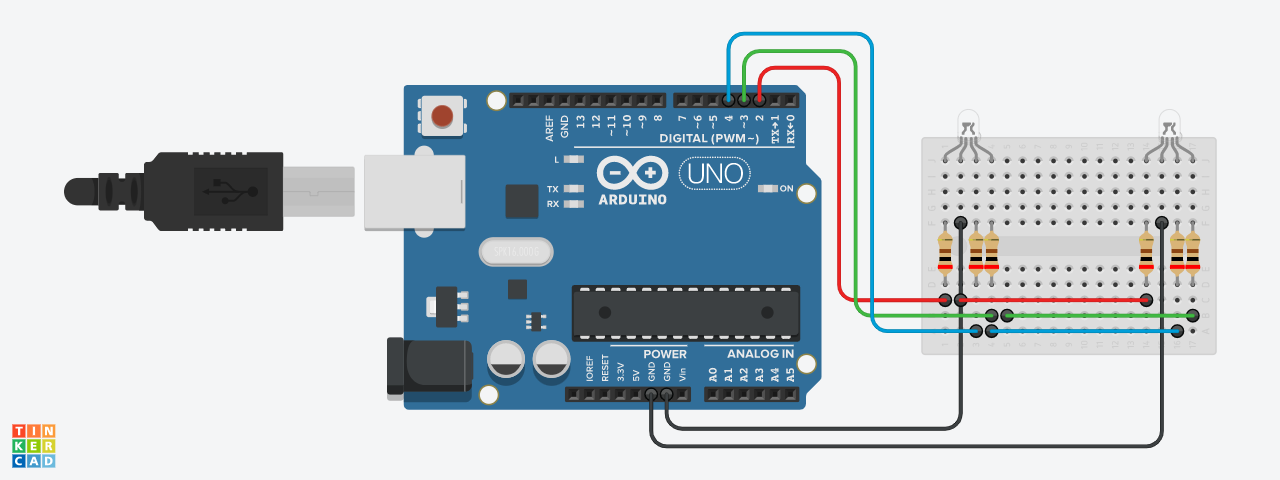 AREF
GND
13
12
~11
~10
~9
8
7
~6
~5
4
~3
2
TX→1
RX←0
DIGITAL (PWM~)
L
TX
RX
UNO
ARDUINO
ON
SPK16.000G
POWER
ANALOG IN
IOREF
RESET
3.3V
5V
GND
GND
Vin
A0
A1
A2
A3
A4
A5
TIN
KER
CAD